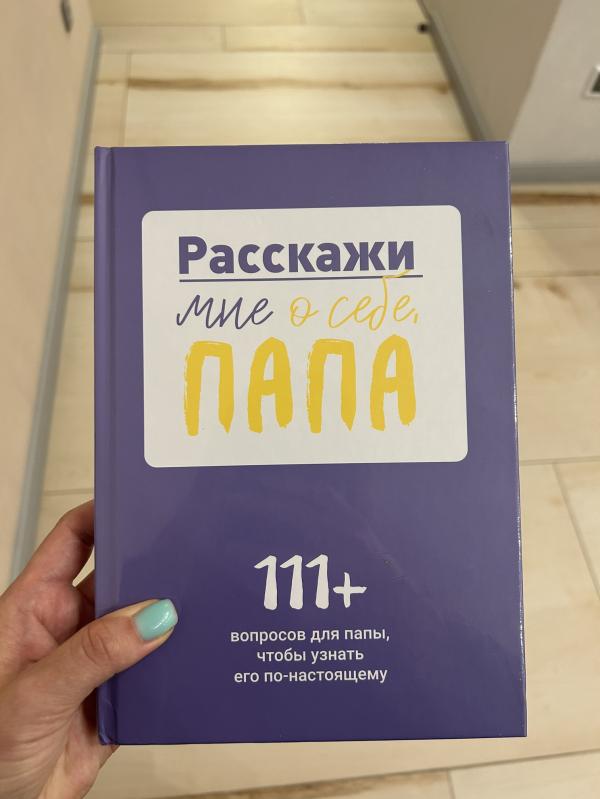 Расскажи
мне о себе,
ПАПА
111+
вопросов для папы,
чтобы узнать
его по-настоящему